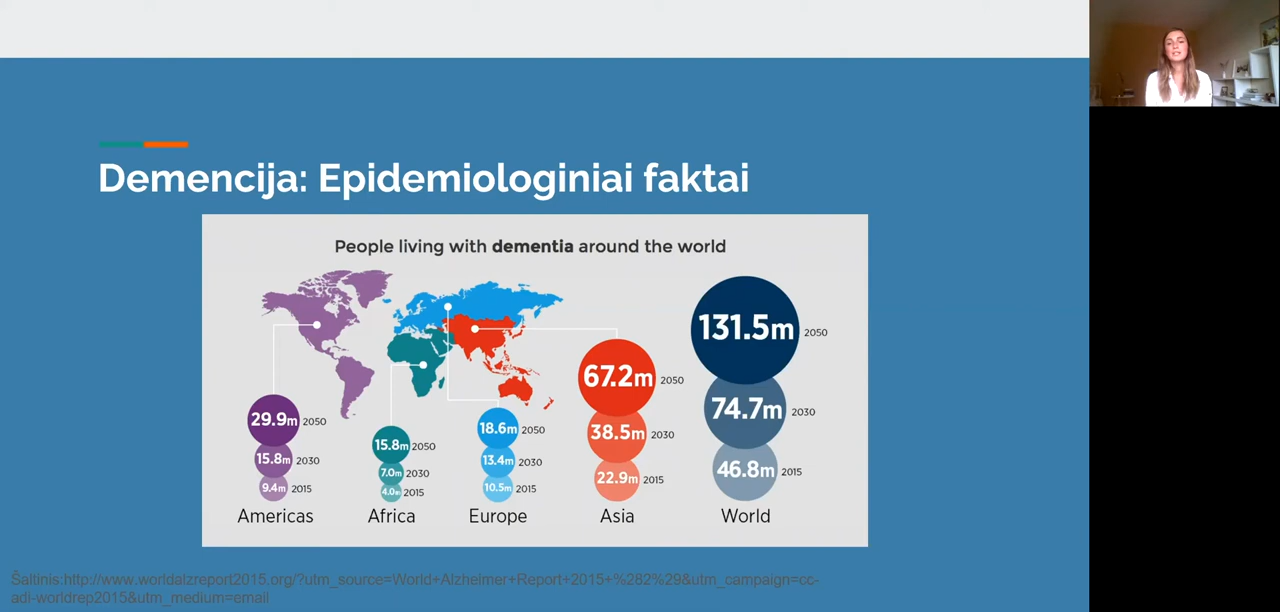 Demencija: Epidemiologiniai faktai
People living with dementia around the world
29.9m 2050
15.8m 2030
9.4m 2015
Americas
15.8m 2050
7.0m 2030
4.0m 2015
Africa
18.6m 2050
13.4m 2030
10.5m 2015
Europe
67.2m 2050
38.5m 2030
22.9m 2015
Asia
131.5m 2050
74.7m 2030
46.8m 2015
World
Šaltinis:http://www.worldalzreport2015.org/?utm_source=World+Alzheimer+Report+2015+%282%29&utm_campaign=cc-
adi-worldrep2015&utm_medium=email